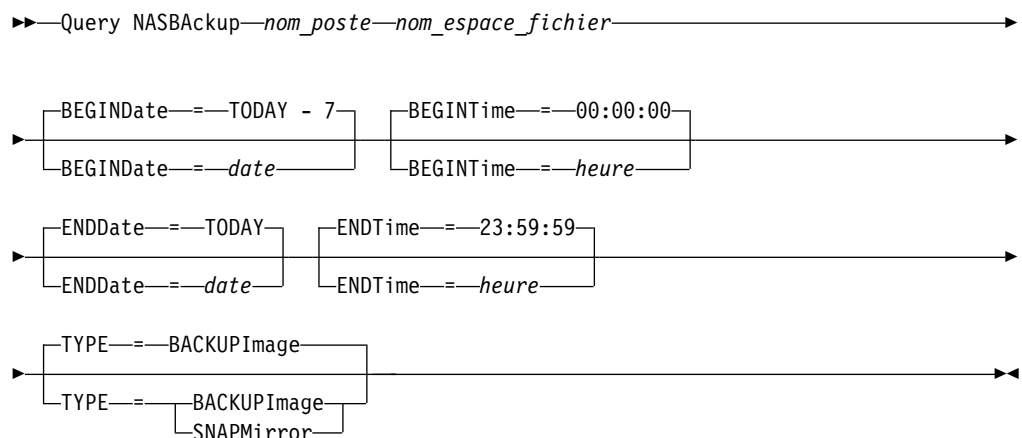 Query NASBAckup nom_poste nom_espace_fichier
BEGINDate = TODAY - 7 BEGINTime = 00:00:00
BEGINDate = date BEGINTime = heure
ENDDate = TODAY ENDTime = 23:59:59
ENDDate = date ENDTime = heure
TYPE = BACKUPImage
TYPE = BACKUPImage
SNAPMirror